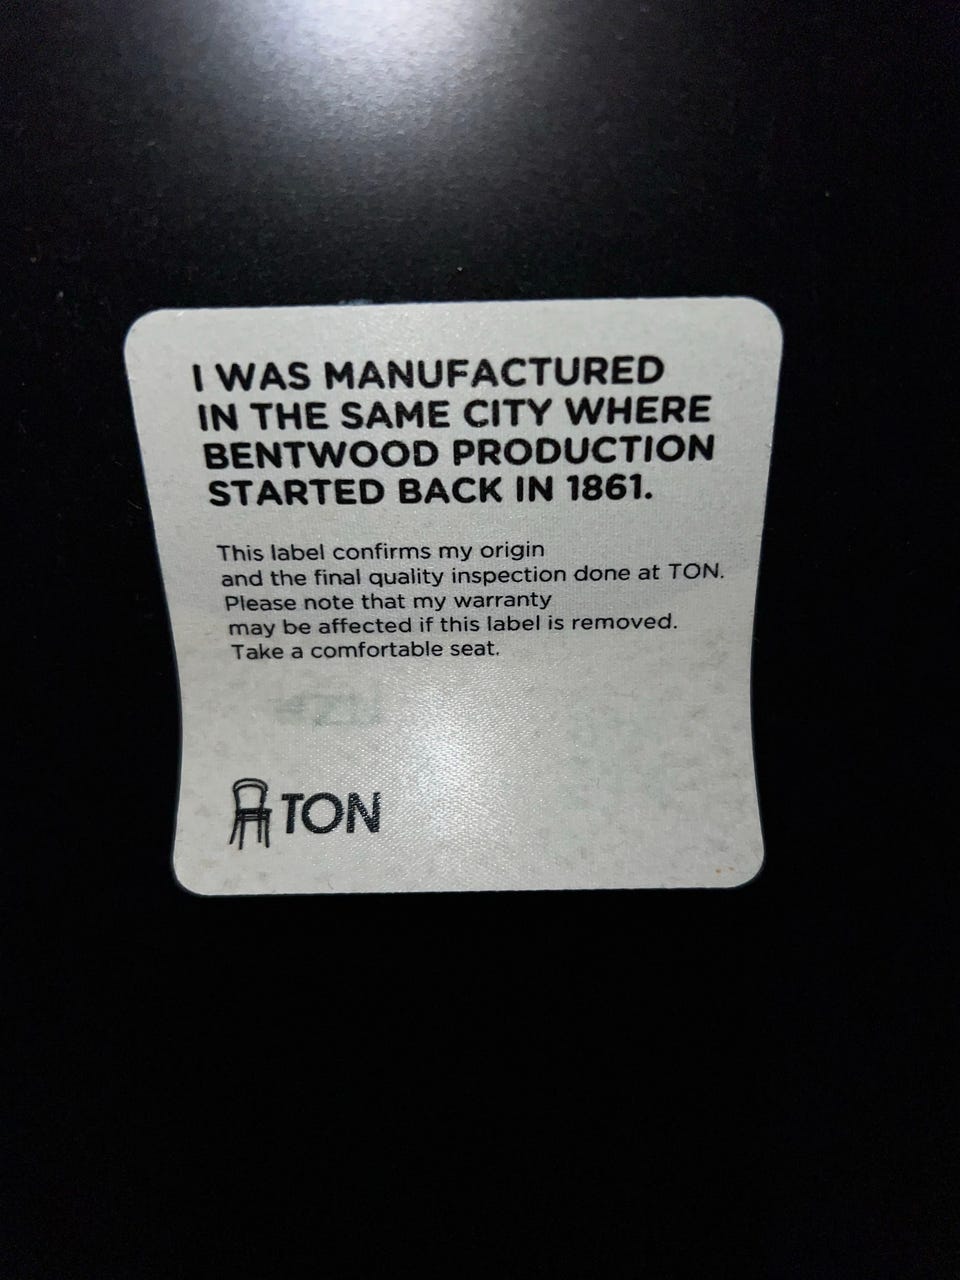 I WAS MANUFACTURED
IN THE SAME CITY WHERE
BENTWOOD PRODUCTION
STARTED BACK IN 1861.
This label confirms my origin
and the final quality inspection done at TON.
Please note that my warranty
may be affected if this label is removed.
Take a comfortable seat.
TON